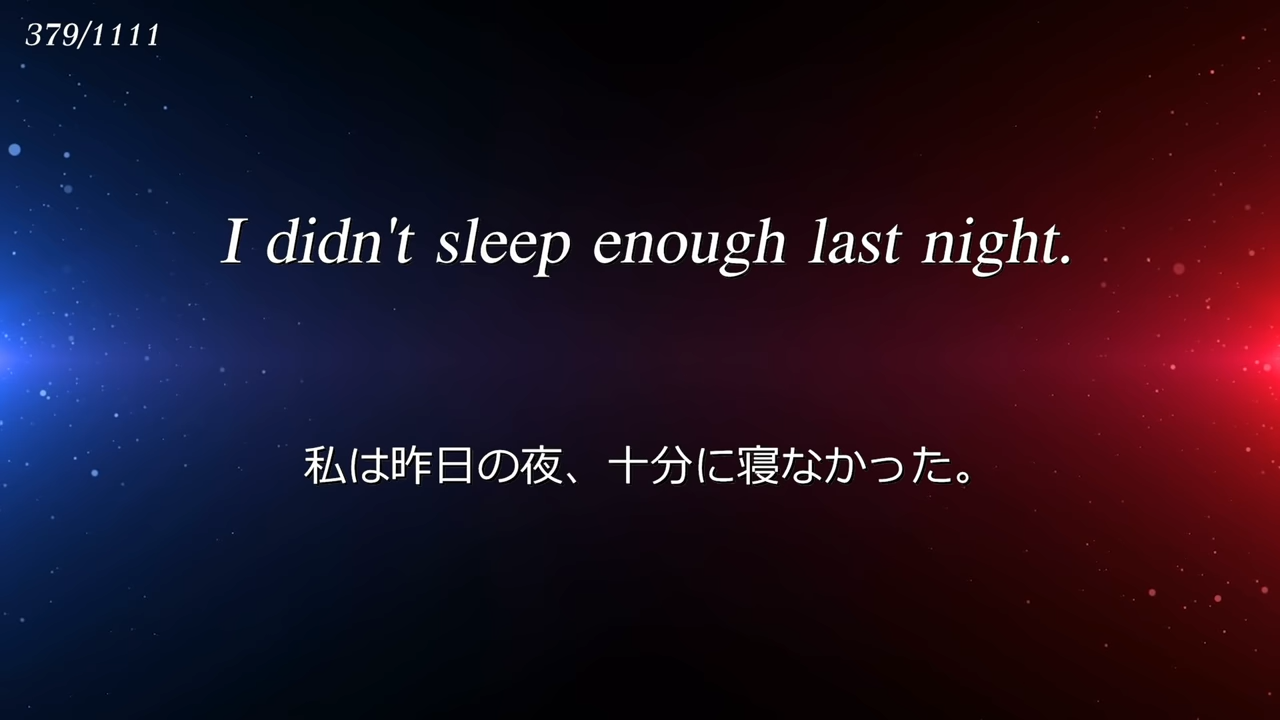 379/1111
I didn't sleep enough last night.
私は昨日の夜、十分に寝なかった。